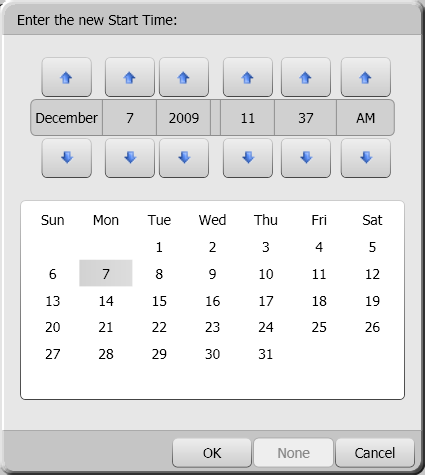 Enter the new Start Time:
December 7 2009 11 37 AM
Sun Mon Tue Wed Thu Fri Sat
1 2 3 4 5
6 7 8 9 10 11 12
13 14 15 16 17 18 19
20 21 22 23 24 25 26
27 28 29 30 31
OK None Cancel